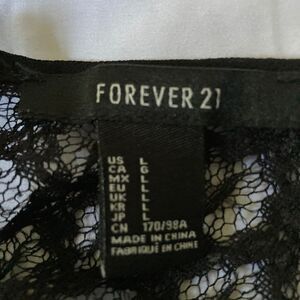 FOREVER 21
US L
CA G
MX L
EU L
UK L
KR L
JP L
CN 170/98A
MADE IN CHINA
FABRIQUÉ EN CHINE